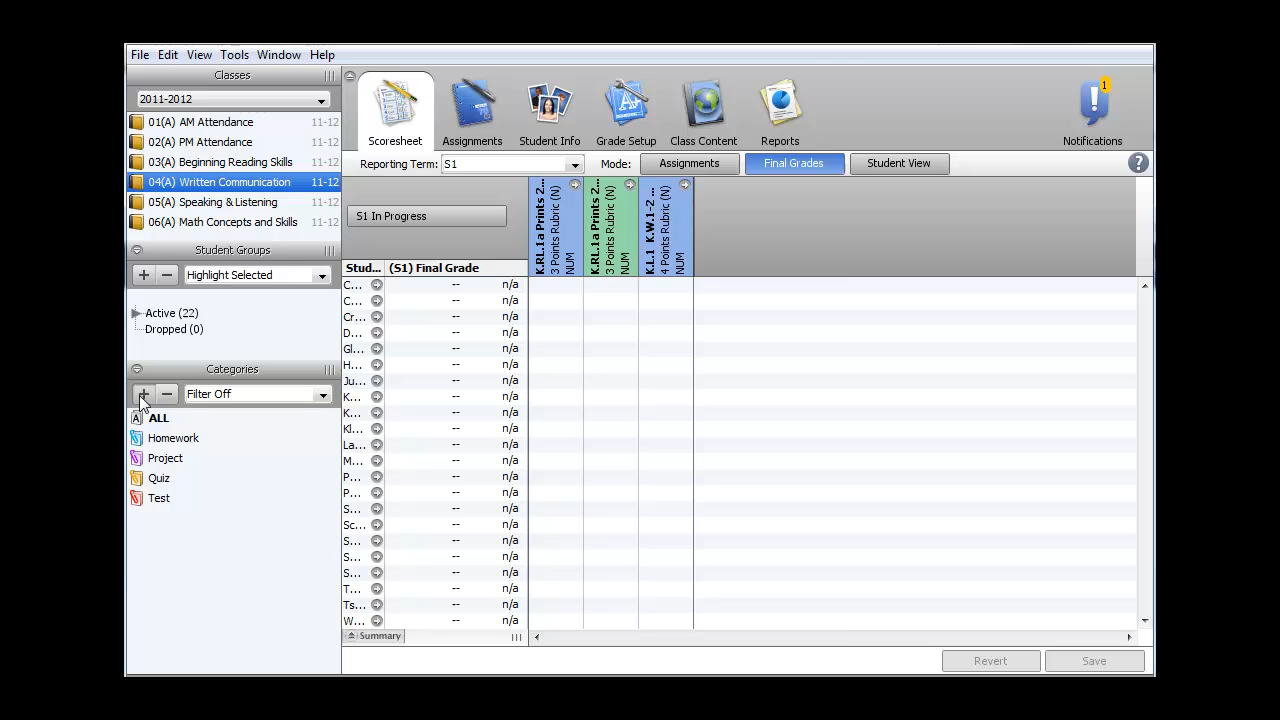 File Edit View Tools Window Help
Classes
2011-2012
01(A) AM Attendance 11-12
02(A) PM Attendance 11-12
03(A) Beginning Reading Skills 11-12
04(A) Written Communication 11-12
05(A) Speaking & Listening 11-12
06(A) Math Concepts and Skills 11-12
Student Groups
Highlight Selected
Active (22)
Dropped (0)
Categories
Filter Off
A ALL
Homework
Project
Quiz
Test
Scoresheet Assignments Student Info Grade Setup Class Content Reports 1 Notifications
Reporting Term: S1 Mode: Assignments Final Grades Student View ?
S1 In Progress
K.RL.1a Prints 2...
3 Points Rubric (N)
NUM
K.RL.1a Prints 2...
3 Points Rubric (N)
NUM
K.L.1 K.W.1-2 ...
4 Points Rubric (N)
NUM
Stud... (S1) Final Grade
C... -- n/a
C... -- n/a
Cr... -- n/a
D... -- n/a
Gl... -- n/a
H... -- n/a
Ju... -- n/a
K... -- n/a
K... -- n/a
Kl... -- n/a
La... -- n/a
M... -- n/a
P... -- n/a
P... -- n/a
S... -- n/a
Sc... -- n/a
S... -- n/a
S... -- n/a
S... -- n/a
T... -- n/a
Ts... -- n/a
W... -- n/a
Summary
Revert Save